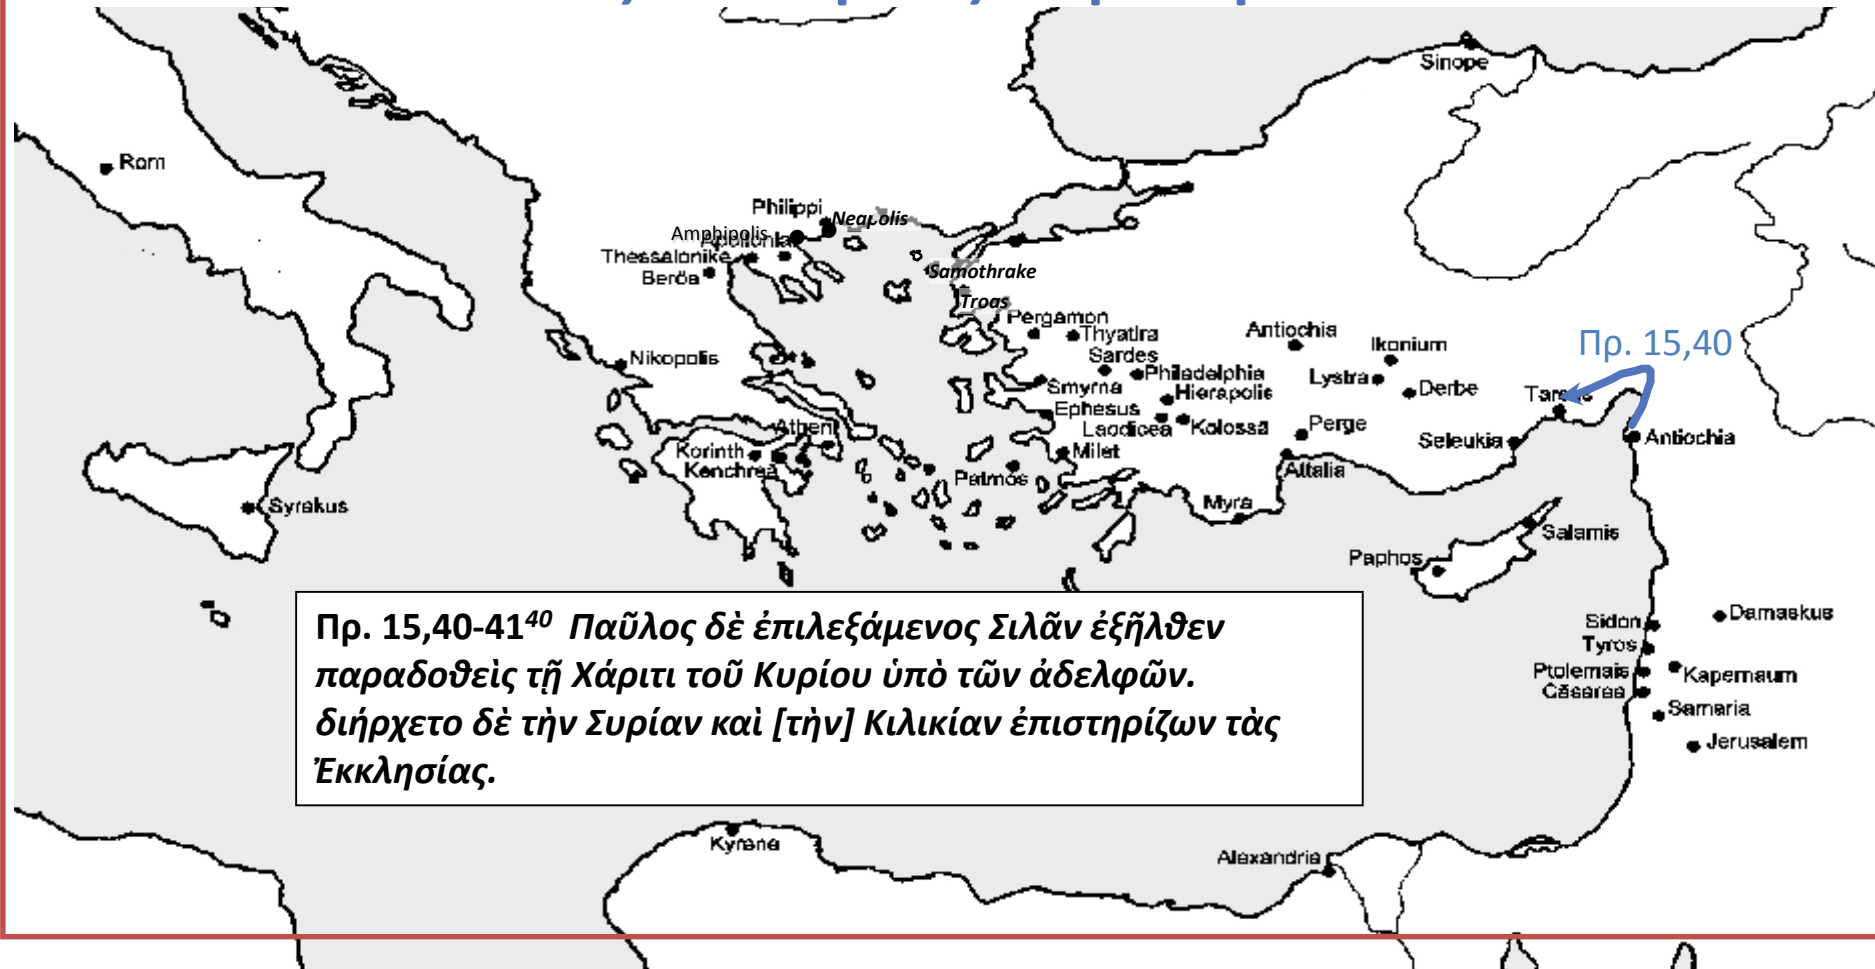 Sinope
Rom
Philippi
Neapolis
Amphipolis
Apollonia
Thessalonike
Beröa
Samothrake
Troas
Pergamon
Thyatira
Antiochia
Πρ. 15,40
Ikonium
Sardes
Nikopolis
Philadelphia
Lystra
Derbe
Smyrna
Hierapolis
Tarsus
Ephesus
Laodicea
Kolossä
Perge
Athen
Seleukia
Antiochia
Korinth
Milet
Kenchrea
Attalia
Patmos
Myra
Syrakus
Salamis
Paphos
Πρ. 15,40-41⁴⁰ Παῦλος δὲ ἐπιλεξάμενος Σιλᾶν ἐξῆλθεν
παραδοθεὶς τῇ Χάριτι τοῦ Κυρίου ὑπὸ τῶν ἀδελφῶν.
διήρχετο δὲ τὴν Συρίαν καὶ [τὴν] Κιλικίαν ἐπιστηρίζων τὰς
Ἐκκλησίας.
Damaskus
Sidon
Tyros
Ptolemais
Kapernaum
Cäsarea
Samaria
Jerusalem
Kyrene
Alexandria